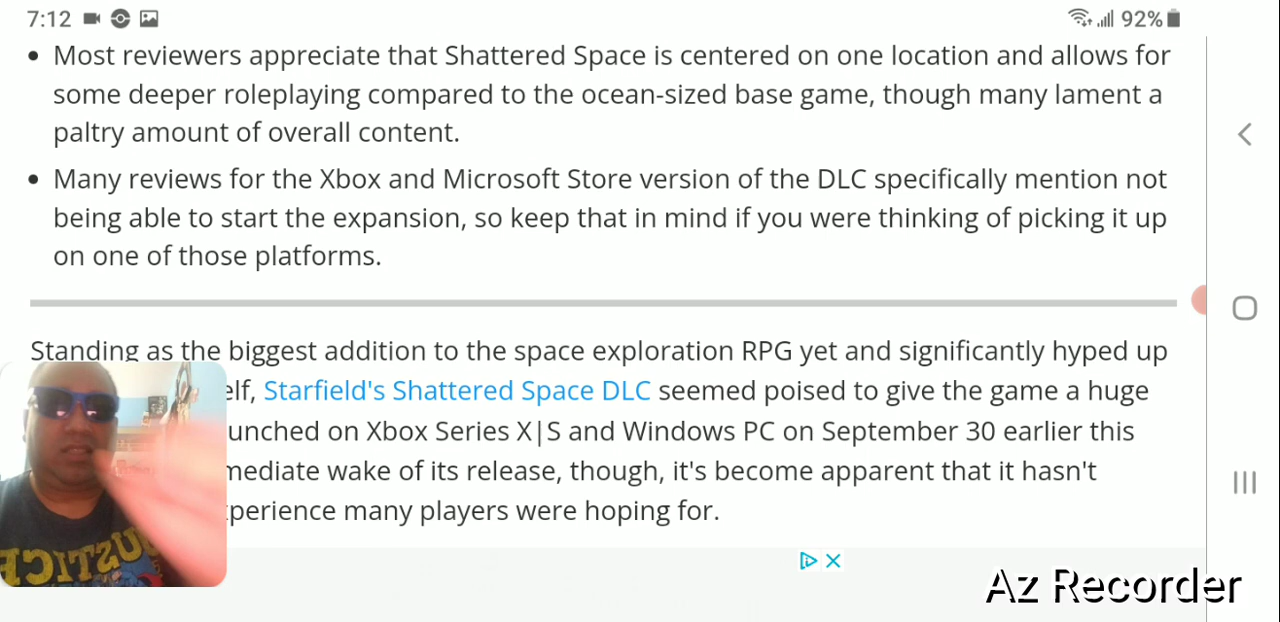 7:12 92%
• Most reviewers appreciate that Shattered Space is centered on one location and allows for
some deeper roleplaying compared to the ocean-sized base game, though many lament a
paltry amount of overall content.
• Many reviews for the Xbox and Microsoft Store version of the DLC specifically mention not
being able to start the expansion, so keep that in mind if you were thinking of picking it up
on one of those platforms.
Standing as the biggest addition to the space exploration RPG yet and significantly hyped up
elf, Starfield's Shattered Space DLC seemed poised to give the game a huge
unched on Xbox Series X|S and Windows PC on September 30 earlier this
mediate wake of its release, though, it's become apparent that it hasn't
xperience many players were hoping for.
JUSTICE
Az Recorder